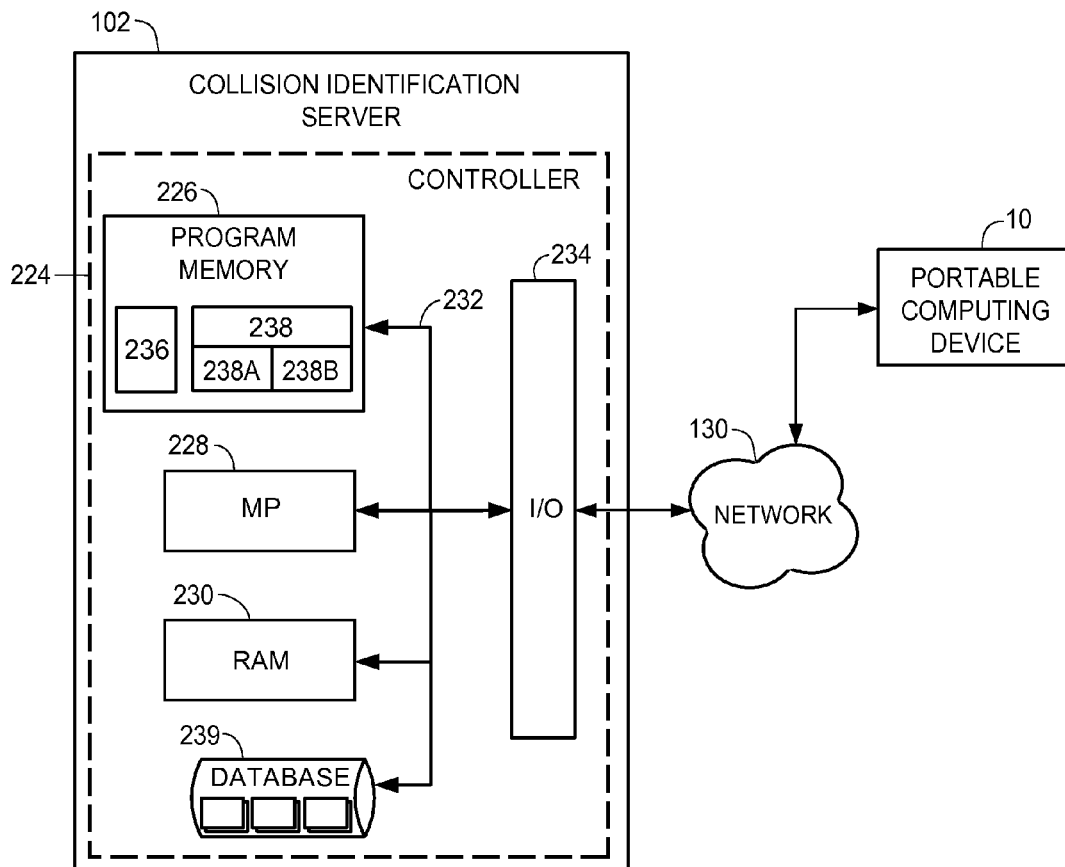 102
COLLISION IDENTIFICATION
SERVER
CONTROLLER
226
PROGRAM
MEMORY
224
236
238
238A 238B
232
234
10
PORTABLE
COMPUTING
DEVICE
228
MP
I/O
130
NETWORK
230
RAM
239
DATABASE